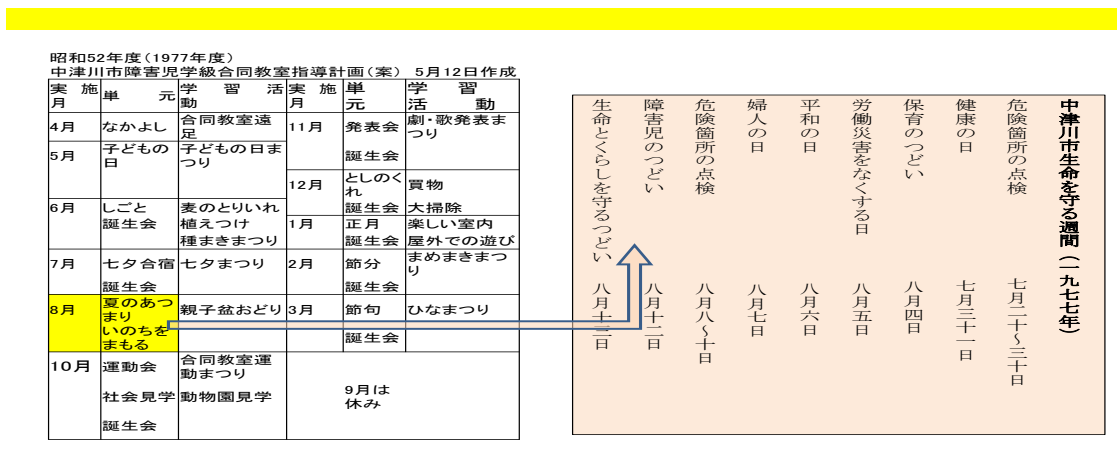 昭和52年度(1977年度)
中津川市障害児学級合同教室指導計画(案) 5月12日作成
実施月 単元 学習活動 実施月 単元 学習活動
4月 なかよし 合同教室遠足 11月 発表会 劇・歌発表まつり
誕生会
5月 子どもの日 子どもの日まつり
12月 としのくれ 買物
誕生会 大掃除
6月 しごと 麦のとりいれ
誕生会 植えつけ
種まきまつり
1月 正月 楽しい室内
誕生会 屋外での遊び
7月 七夕合宿 七夕まつり 2月 節分 まめまきまつり
誕生会 誕生会
8月 夏のあつまり 親子盆おどり 3月 節句 ひなまつり
いのちをまもる 誕生会
10月 運動会 合同教室運動まつり
社会見学 動物園見学
誕生会
9月は休み
中津川市生命を守る週間(一九七七年)
危険箇所の点検 七月二十~三十日
健康の日 七月三十一日
保育のつどい 八月四日
労働災害をなくする日 八月五日
平和の日 八月六日
婦人の日 八月七日
危険箇所の点検 八月八~十日
障害児のつどい 八月十二日
生命とくらしを守るつどい 八月十三日